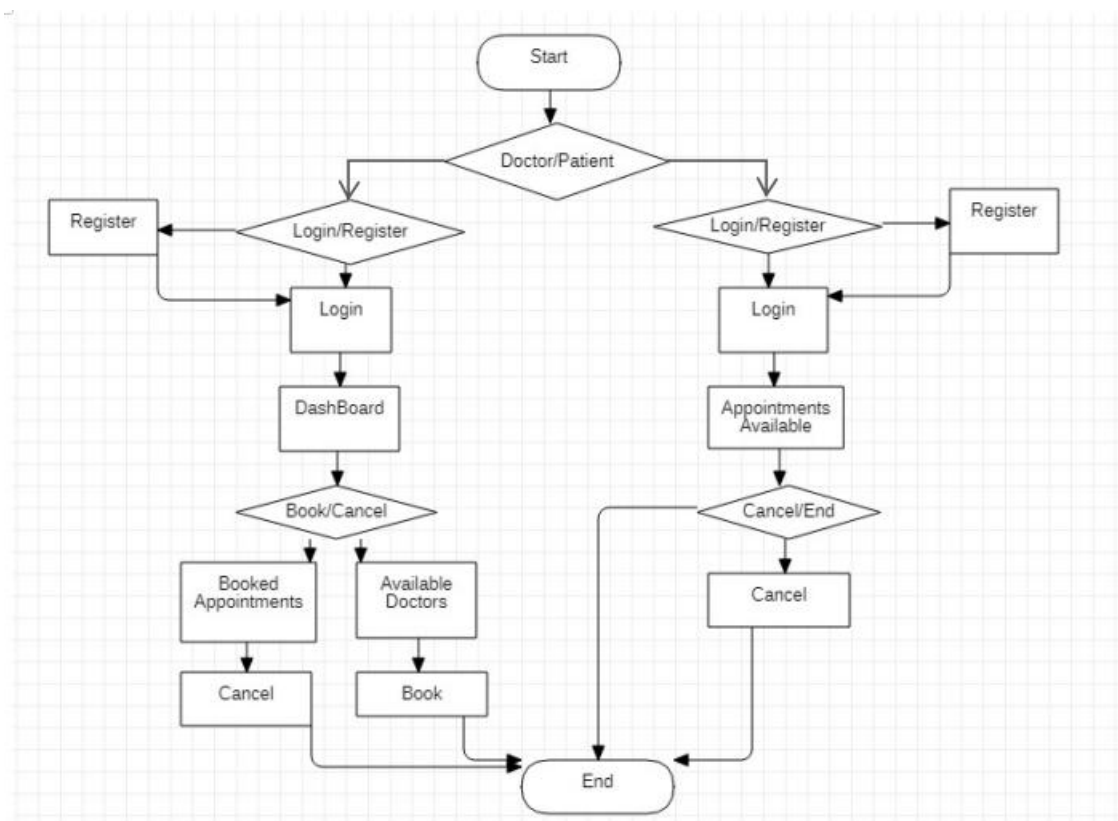 Start
Doctor/Patient
Register
Login/Register
Login/Register
Register
Login
Login
DashBoard
Appointments
Available
Book/Cancel
Cancel/End
Booked
Appointments
Available
Doctors
Cancel
Cancel
Book
End